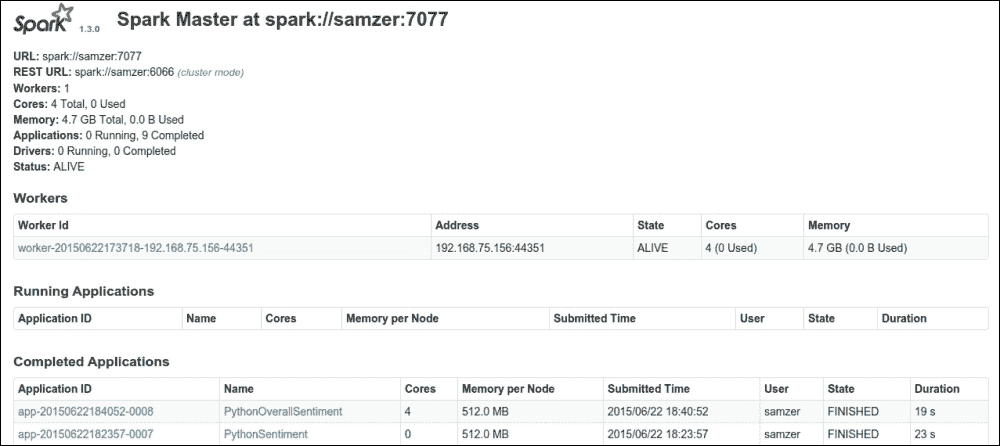 Spark 1.3.0 Spark Master at spark://samzer:7077
URL: spark://samzer:7077
REST URL: spark://samzer:6066 (cluster mode)
Workers: 1
Cores: 4 Total, 0 Used
Memory: 4.7 GB Total, 0.0 B Used
Applications: 0 Running, 9 Completed
Drivers: 0 Running, 0 Completed
Status: ALIVE
Workers
Worker Id Address State Cores Memory
worker-20150622173718-192.168.75.156-44351 192.168.75.156:44351 ALIVE 4 (0 Used) 4.7 GB (0.0 B Used)
Running Applications
Application ID Name Cores Memory per Node Submitted Time User State Duration
Completed Applications
Application ID Name Cores Memory per Node Submitted Time User State Duration
app-20150622184052-0008 PythonOverallSentiment 4 512.0 MB 2015/06/22 18:40:52 samzer FINISHED 19 s
app-20150622182357-0007 PythonSentiment 0 512.0 MB 2015/06/22 18:23:57 samzer FINISHED 23 s